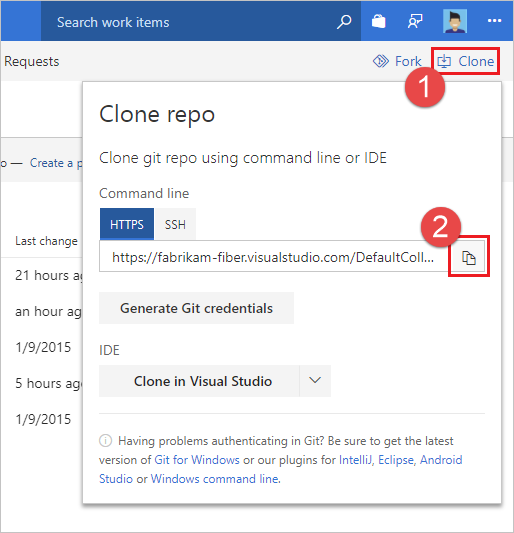 Search work items
Requests
Fork
Clone
1
Clone repo
Clone git repo using command line or IDE
o — Create a p
Command line
HTTPS
SSH
2
Last change
https://fabrikam-fiber.visualstudio.com/DefaultColl...
21 hours ag
an hour ago
Generate Git credentials
1/9/2015
IDE
5 hours ago
Clone in Visual Studio
1/9/2015
Having problems authenticating in Git? Be sure to get the latest
version of Git for Windows or our plugins for IntelliJ, Eclipse, Android
Studio or Windows command line.